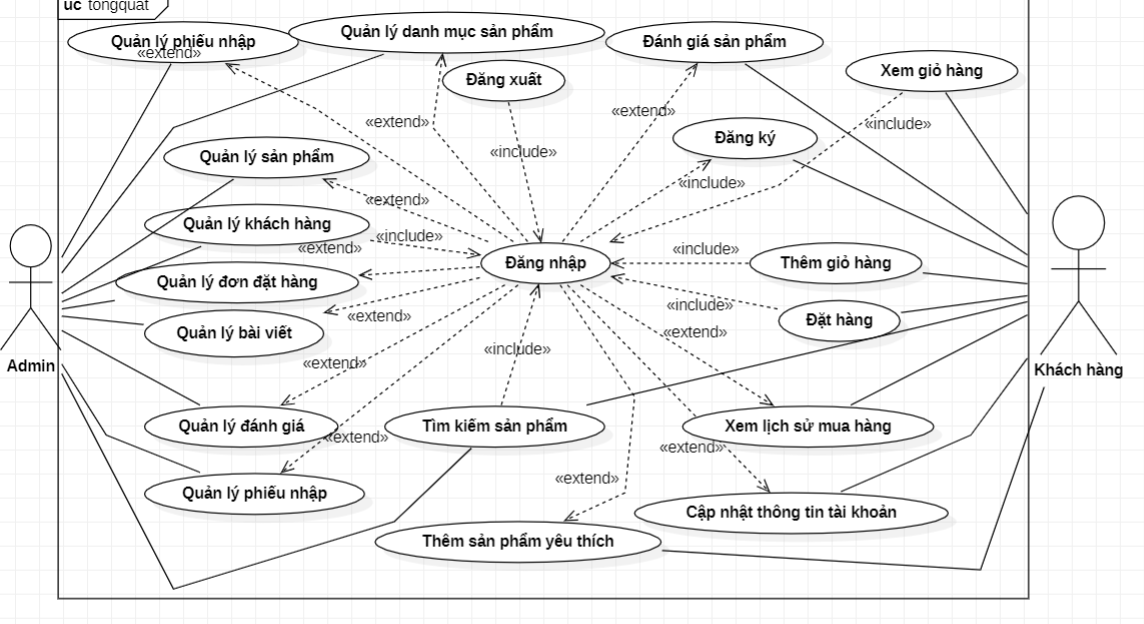 uc tongquat
Quản lý phiếu nhập
«extend»
Quản lý danh mục sản phẩm
Đánh giá sản phẩm
Xem giỏ hàng
Đăng xuất
«extend»
«extend»
«include»
Đăng ký
«include»
Quản lý sản phẩm
«include»
«extend»
Quản lý khách hàng
«include»
«extend»
«include»
Đăng nhập
Thêm giỏ hàng
Quản lý đơn đặt hàng
«include»
«extend»
Đặt hàng
Quản lý bài viết
«extend»
«include»
«extend»
Admin
Khách hàng
Quản lý đánh giá
Tìm kiếm sản phẩm
Xem lịch sử mua hàng
«extend»
«extend»
«extend»
Quản lý phiếu nhập
Cập nhật thông tin tài khoản
Thêm sản phẩm yêu thích